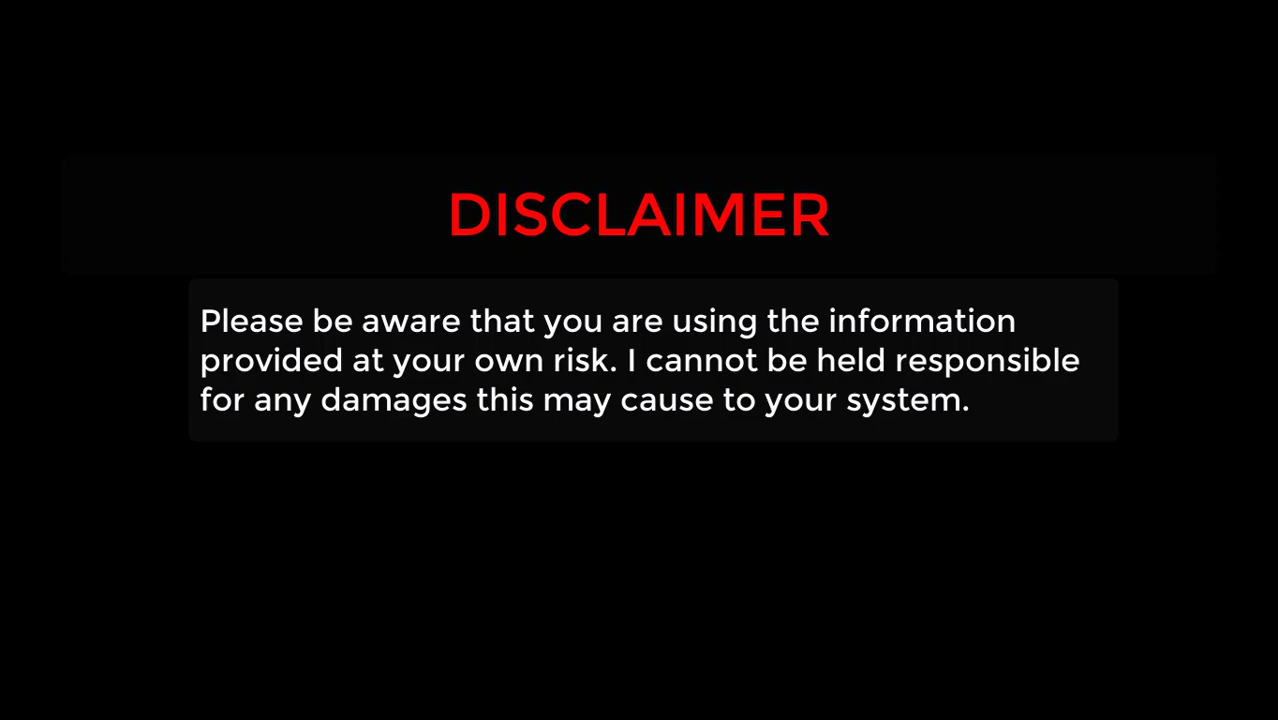 DISCLAIMER
Please be aware that you are using the information
provided at your own risk. I cannot be held responsible
for any damages this may cause to your system.